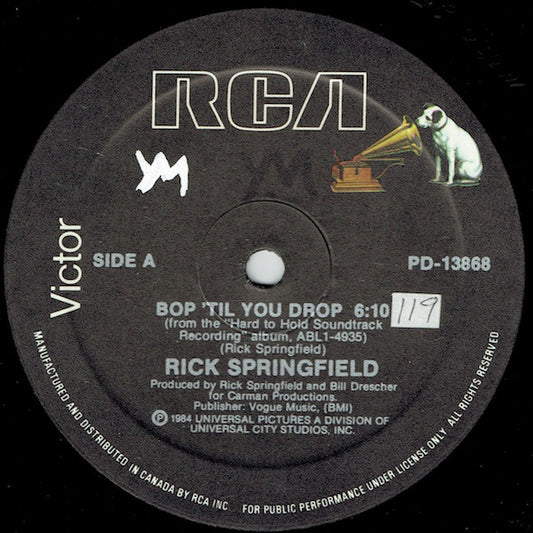 RCA
YM
YM
Victor
SIDE A
PD-13868
BOP 'TIL YOU DROP 6:10
119
(from the "Hard to Hold Soundtrack
Recording" album, ABL1-4935)
(Rick Springfield)
RICK SPRINGFIELD
Produced by Rick Springfield and Bill Drescher
for Carman Productions.
Publisher: Vogue Music, (BMI)
℗ 1984 UNIVERSAL PICTURES A DIVISION OF
UNIVERSAL CITY STUDIOS, INC.
MANUFACTURED AND DISTRIBUTED IN CANADA BY RCA INC FOR PUBLIC PERFORMANCE UNDER LICENSE ONLY. ALL RIGHTS RESERVED